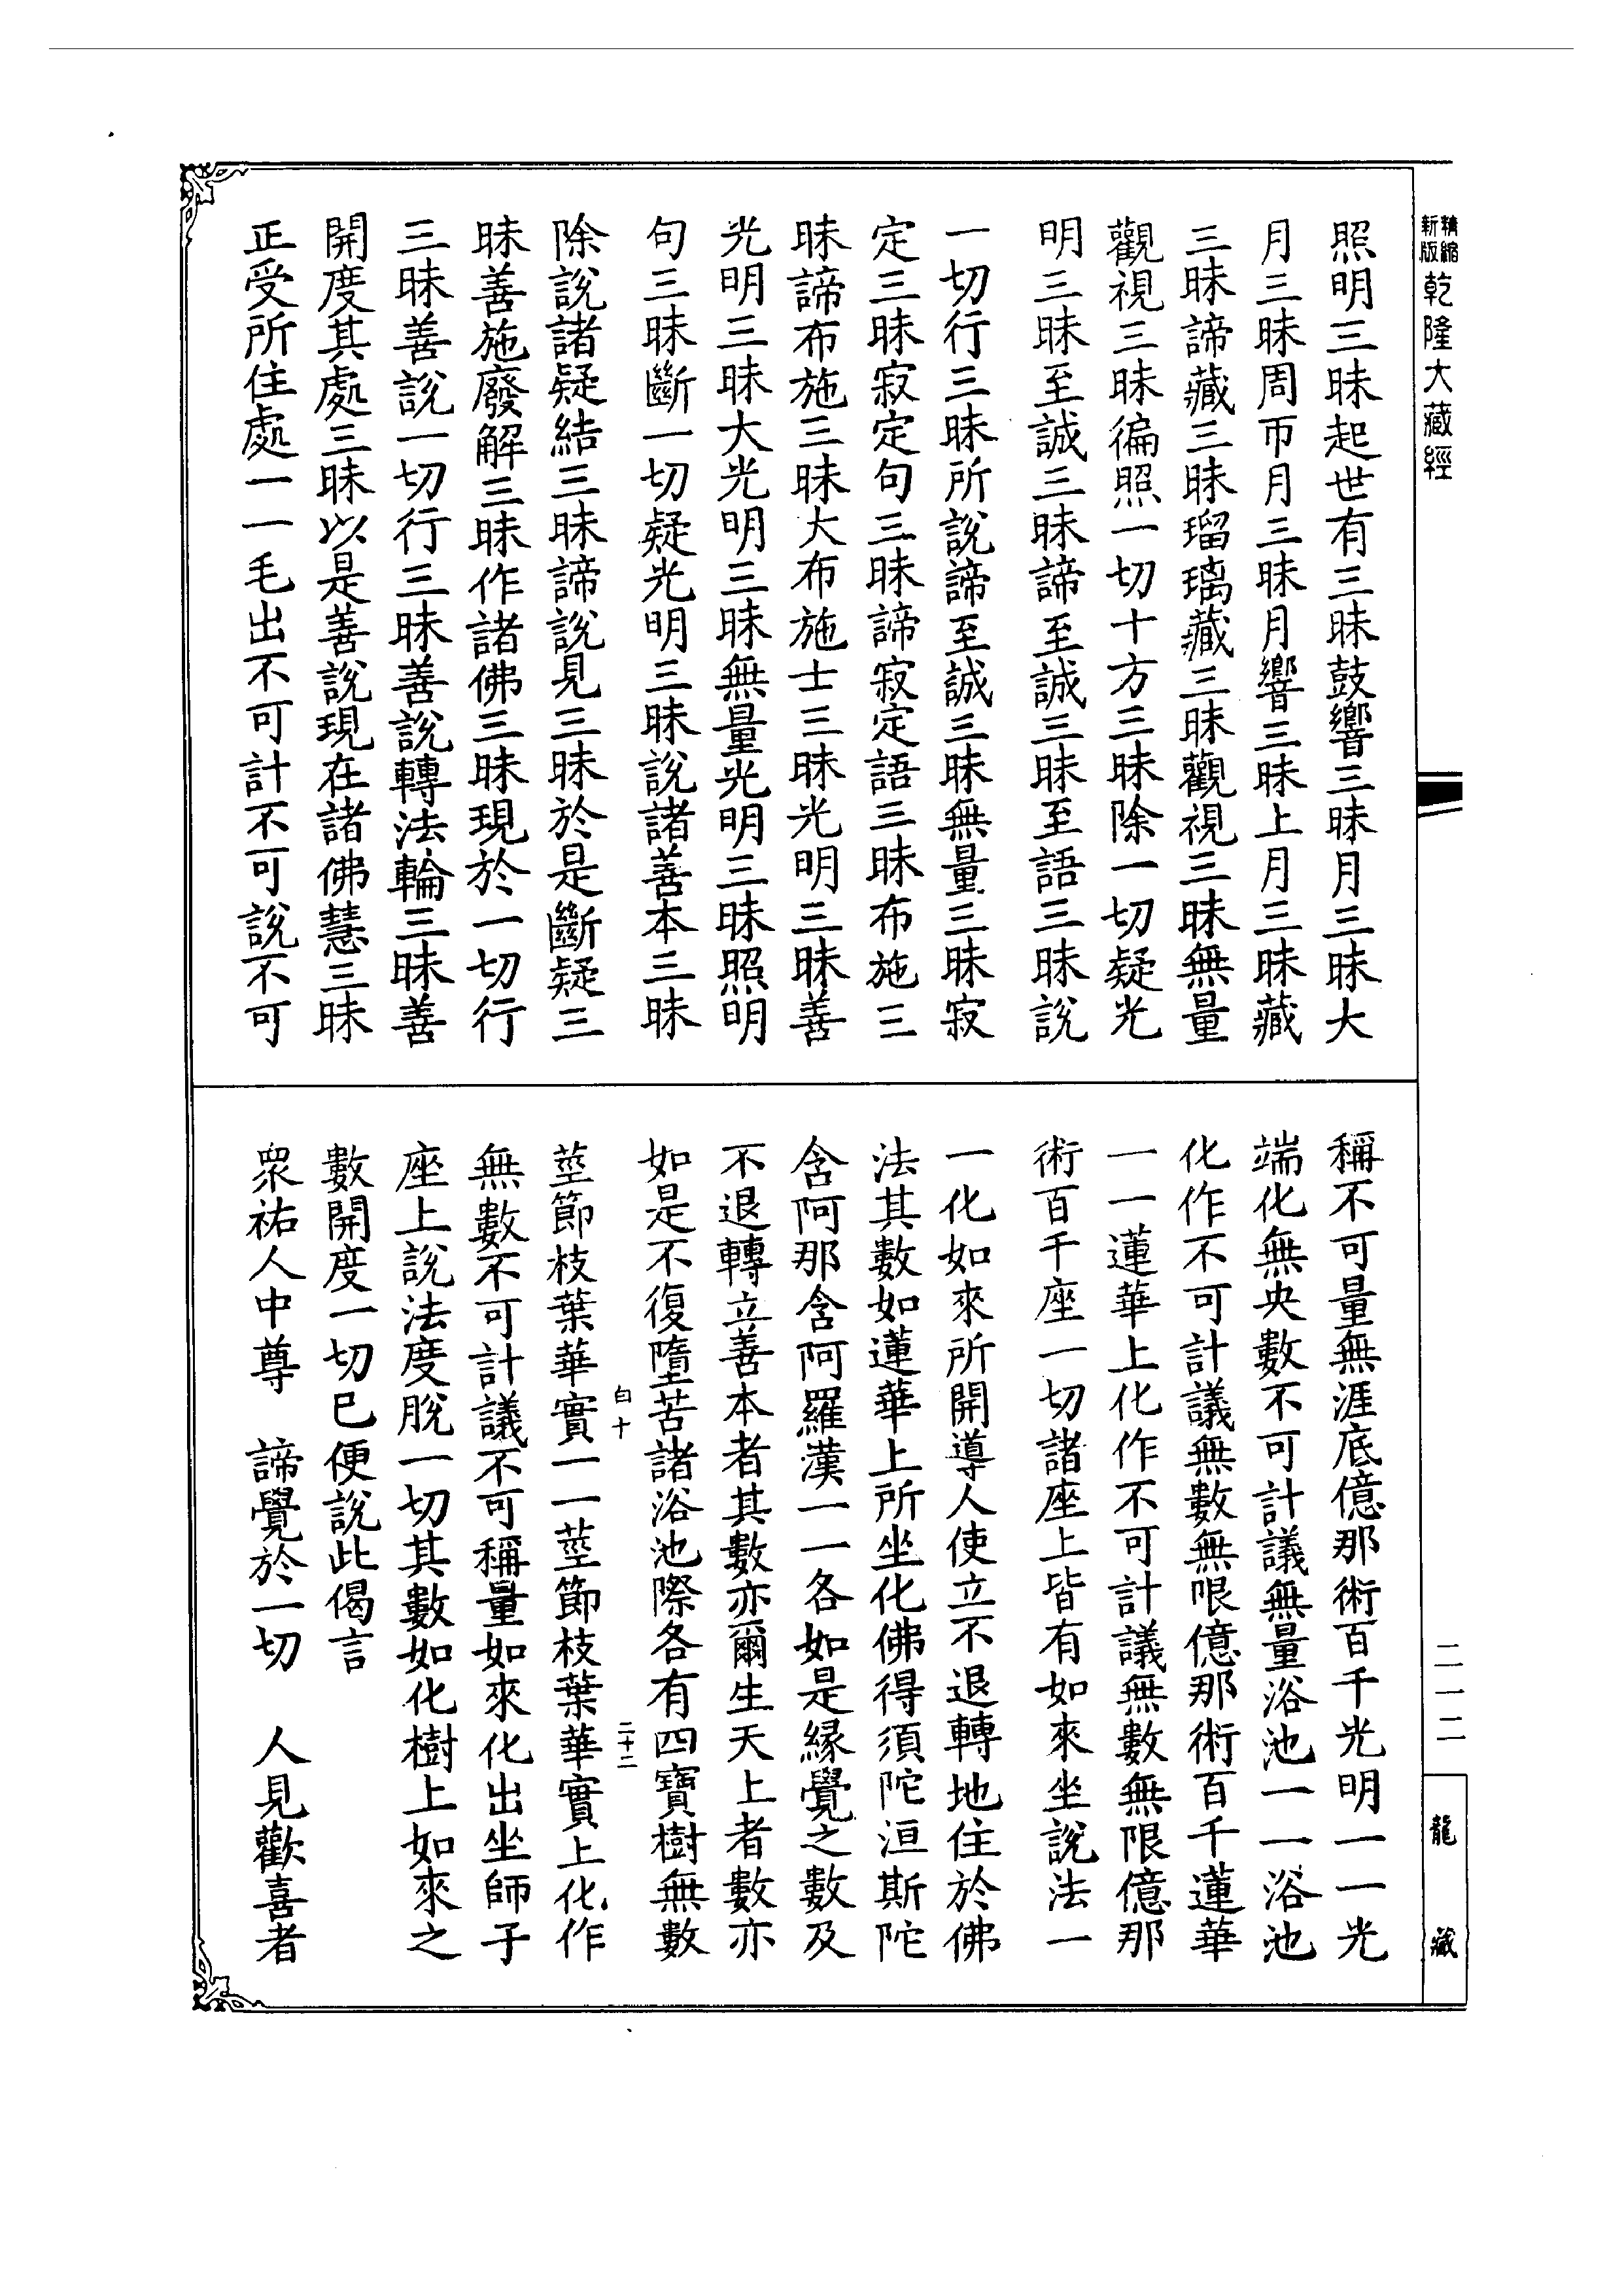 精縮新版乾隆大藏經
照明三昧起世有三昧鼓響三昧月三昧大
月三昧周帀月三昧月響三昧上月三昧藏
三昧諦藏三昧瑠璃藏三昧觀視三昧無量
觀視三昧徧照一切十方三昧除一切疑光
明三昧至誠三昧諦至誠三昧至語三昧說
一切行三昧所說諦至誠三昧無量三昧寂
定三昧寂定句三昧諦寂定語三昧布施三
昧諦布施三昧大布施士三昧光明三昧善
光明三昧大光明三昧無量光明三昧照明
句三昧斷一切疑光明三昧說諸善本三昧
除說諸疑結三昧諦說見三昧於是斷疑三
昧善施廢解三昧作諸佛三昧現於一切行
三昧善說一切行三昧善說轉法輪三昧善
開度其處三昧以是善說現在諸佛慧三昧
正受所住處一一毛出不可計不可說不可
稱不可量無涯底億那術百千光明一一光
端化無央數不可計議無量浴池一一浴池
化作不可計議無數無限億那術百千蓮華
一一蓮華上化作不可計議無數無限億那
術百千座一切諸座上皆有如來坐說法一
一化如來所開導人使立不退轉地住於佛
法其數如蓮華上所坐化佛得須陀洹斯陀
含阿那含阿羅漢一一各如是緣覺之數及
不退轉立善本者其數亦爾生天上者數亦
如是不復墮苦諸浴池際各有四寶樹無數
白十 二十二
莖節枝葉華實一一莖節枝葉華實上化作
無數不可計議不可稱量如來化出坐師子
座上說法度脫一切其數如化樹上如來之
數開度一切已便說此偈言
眾祐人中尊 諦覺於一切 人見歡喜者
二一二
龍藏